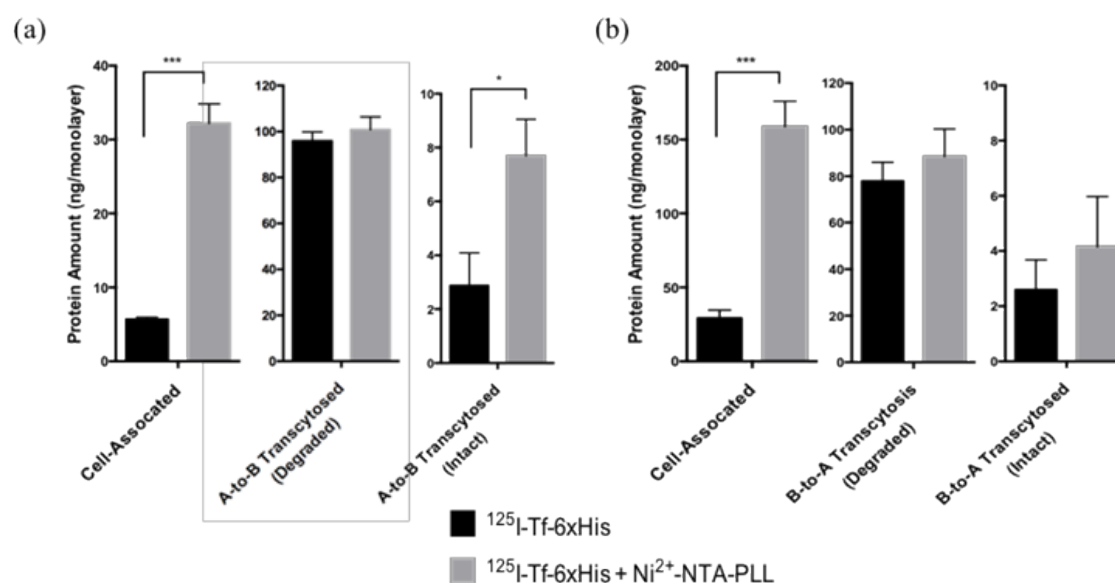 (a)
(b)
Protein Amount (ng/monolayer)
40
30
20
10
0
***
Cell-Assocated
120
100
80
60
40
20
0
A-to-B Transcytosed
(Degraded)
10
8
6
4
2
0
*
A-to-B Transcytosed
(Intact)
Protein Amount (ng/monolayer)
200
150
100
50
0
***
Cell-Associated
120
100
80
60
40
20
0
B-to-A Transcytosis
(Degraded)
10
8
6
4
2
0
B-to-A Transcytosed
(Intact)
¹²⁵I-Tf-6xHis
¹²⁵I-Tf-6xHis + Ni²⁺-NTA-PLL